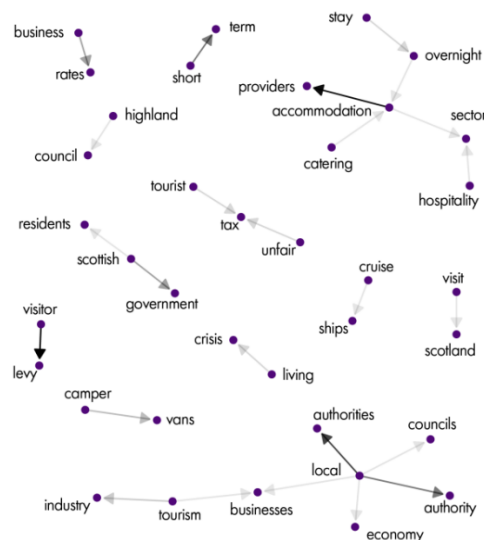 stay
business
term
overnight
rates
short
providers
accommodation
sector
highland
council
catering
tourist
hospitality
residents
tax
scottish
unfair
cruise
visit
government
visitor
ships
scotland
crisis
levy
living
camper
vans
authorities
councils
local
industry
tourism
businesses
authority
economy